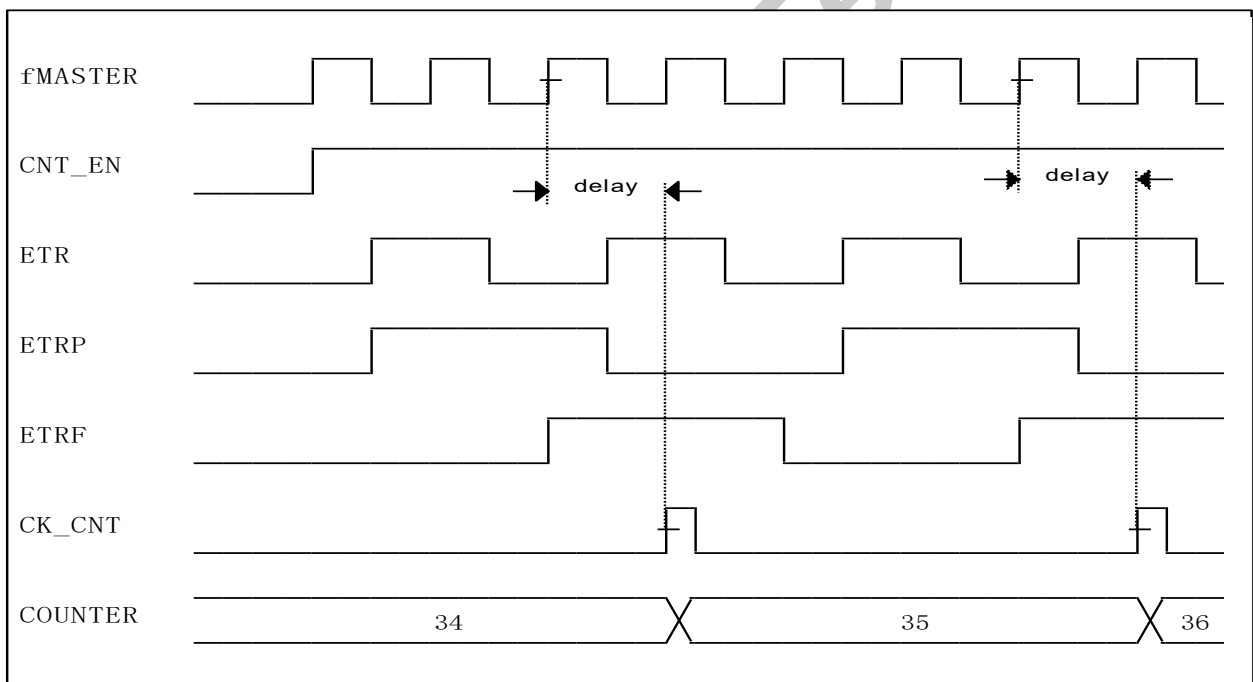 fMASTER
CNT_EN
delay
delay
ETR
ETRP
ETRF
CK_CNT
COUNTER
34
35
36